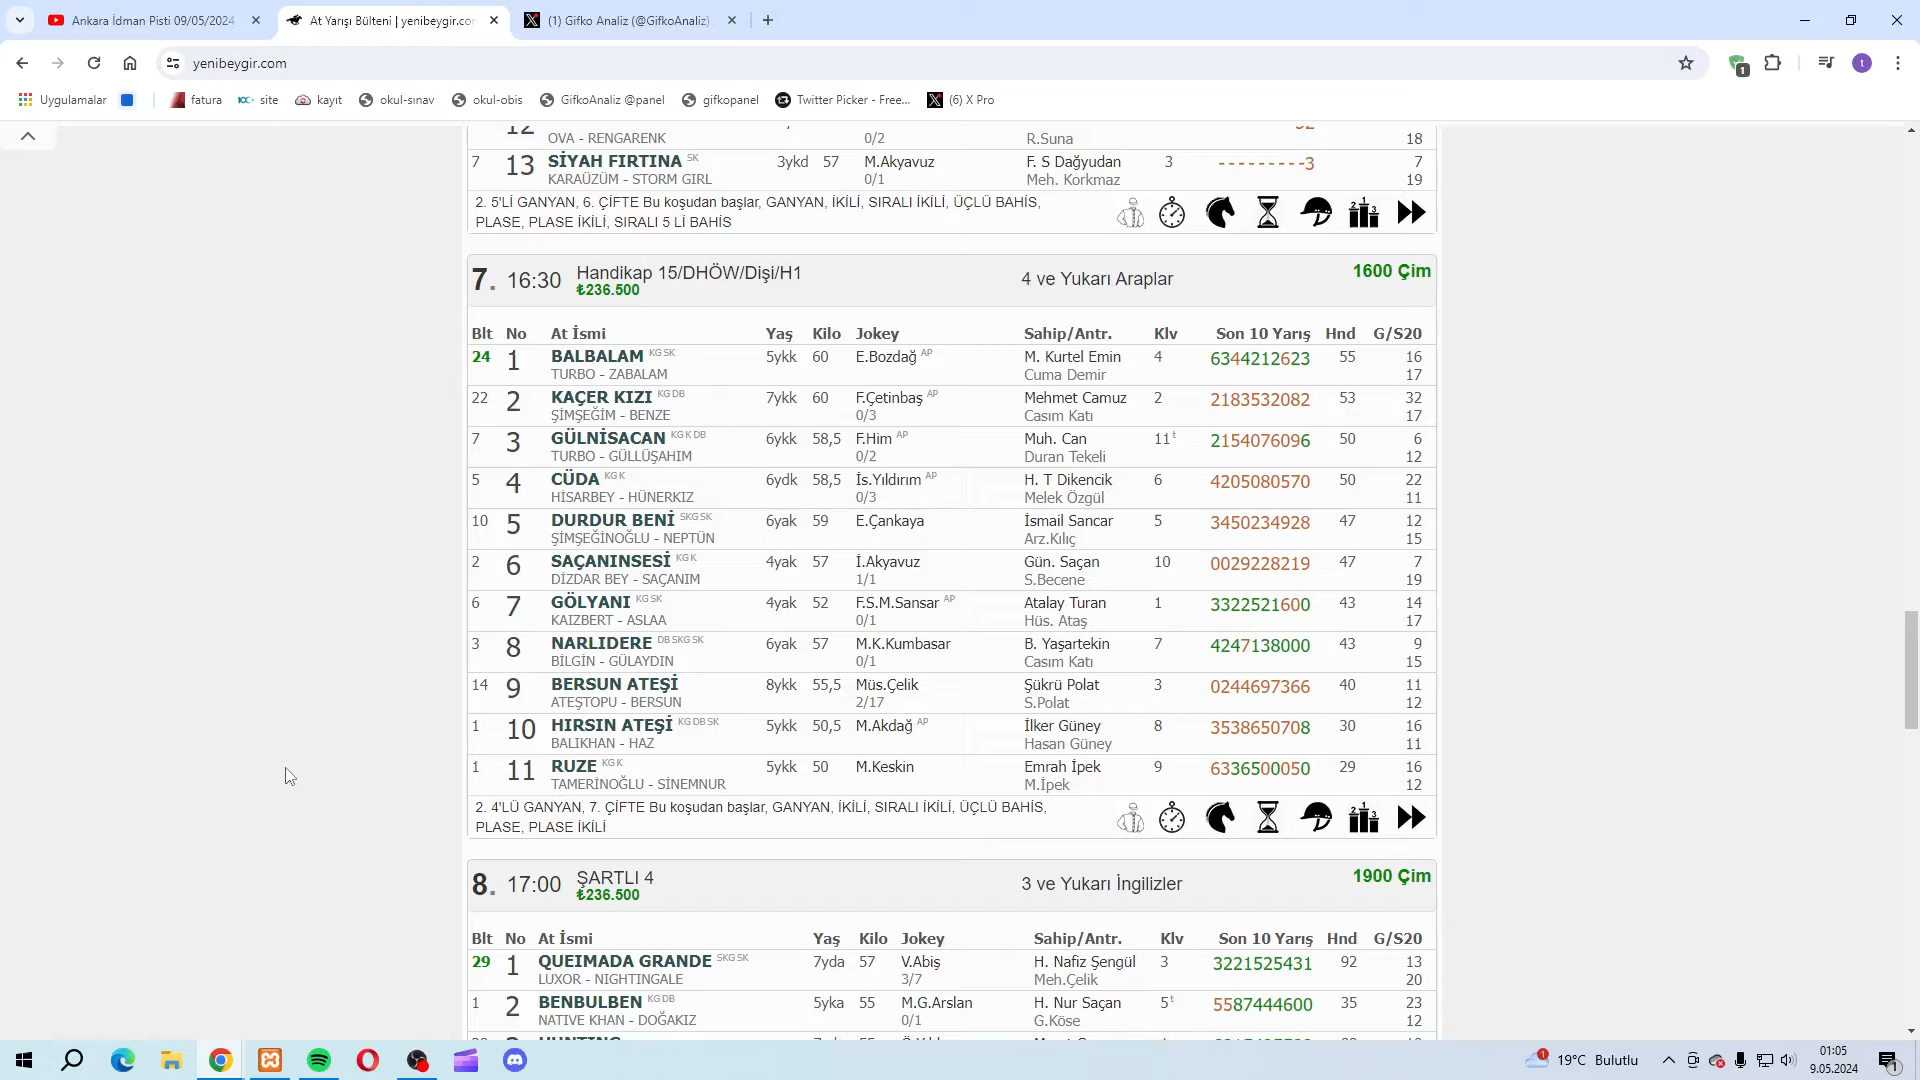 Ankara İdman Pisti 09/05/2024
At Yarışı Bülteni | yenibeygir.com
(1) Gifko Analiz (@GifkoAnaliz)
yenibeygir.com
1
t
Uygulamalar fatura site kayıt okul-sınav okul-obis GifkoAnaliz @panel gifkopanel Twitter Picker - Free... (6) X Pro
12 OVA - RENGARENK 0/2 R.Suna 18
7 13 SİYAH FIRTINA SK 3ykd 57 M.Akyavuz F. S Dağyudan 3 ---------3 7
KARAÜZÜM - STORM GIRL 0/1 Meh. Korkmaz 19
2. 5'Lİ GANYAN, 6. ÇİFTE Bu koşudan başlar, GANYAN, İKİLİ, SIRALI İKİLİ, ÜÇLÜ BAHİS,
PLASE, PLASE İKİLİ, SIRALI 5 Lİ BAHİS
7. 16:30 Handikap 15/DHÖW/Dişi/H1 4 ve Yukarı Araplar 1600 Çim
₺236.500
Blt No At İsmi Yaş Kilo Jokey Sahip/Antr. Klv Son 10 Yarış Hnd G/S20
24 1 BALBALAM KG SK 5ykk 60 E.Bozdağ AP M. Kurtel Emin 4 6344212623 55 16
TURBO - ZABALAM Cuma Demir 17
22 2 KAÇER KIZI KG DB 7ykk 60 F.Çetinbaş AP Mehmet Camuz 2 2183532082 53 32
ŞİMŞEĞİM - BENZE 0/3 Casım Katı 17
7 3 GÜLNİSACAN KG K DB 6ykk 58,5 F.Him AP Muh. Can 11 t 2154076096 50 6
TURBO - GÜLLÜŞAHIM 0/2 Duran Tekeli 12
5 4 CÜDA KG K 6ydk 58,5 İs.Yıldırım AP H. T Dikencik 6 4205080570 50 22
HİSARBEY - HÜNERKIZ 0/3 Melek Özgül 11
10 5 DURDUR BENİ SKG SK 6yak 59 E.Çankaya İsmail Sancar 5 3450234928 47 12
ŞİMŞEĞİNOĞLU - NEPTÜN Arz.Kılıç 15
2 6 SAÇANINSESİ KG K 4yak 57 İ.Akyavuz Gün. Saçan 10 0029228219 47 7
DİZDAR BEY - SAÇANIM 1/1 S.Becene 19
6 7 GÖLYANI KG SK 4yak 52 F.S.M.Sansar AP Atalay Turan 1 3322521600 43 14
KAIZBERT - ASLAA 0/1 Hüs. Ataş 17
3 8 NARLIDERE DB SKG SK 6yak 57 M.K.Kumbasar B. Yaşartekin 7 4247138000 43 9
BİLGİN - GÜLAYDIN 0/1 Casım Katı 15
14 9 BERSUN ATEŞİ 8ykk 55,5 Müs.Çelik Şükrü Polat 3 0244697366 40 11
ATEŞTOPU - BERSUN 2/17 S.Polat 12
1 10 HIRSIN ATEŞİ KG DB SK 5ykk 50,5 M.Akdağ AP İlker Güney 8 3538650708 30 16
BALIKHAN - HAZ Hasan Güney 11
1 11 RUZE KG K 5ykk 50 M.Keskin Emrah İpek 9 6336500050 29 16
TAMERİNOĞLU - SİNEMNUR M.İpek 12
2. 4'LÜ GANYAN, 7. ÇİFTE Bu koşudan başlar, GANYAN, İKİLİ, SIRALI İKİLİ, ÜÇLÜ BAHİS,
PLASE, PLASE İKİLİ
8. 17:00 ŞARTLI 4 3 ve Yukarı İngilizler 1900 Çim
₺236.500
Blt No At İsmi Yaş Kilo Jokey Sahip/Antr. Klv Son 10 Yarış Hnd G/S20
29 1 QUEIMADA GRANDE SKG SK 7yda 57 V.Abiş H. Nafiz Şengül 3 3221525431 92 13
LUXOR - NIGHTINGALE 3/7 Meh.Çelik 20
1 2 BENBULBEN KG DB 5yka 55 M.G.Arslan H. Nur Saçan 5 t 5587444600 35 23
NATIVE KHAN - DOĞAKIZ 0/1 G.Köse 12
19°C Bulutlu
01:05
9.05.2024